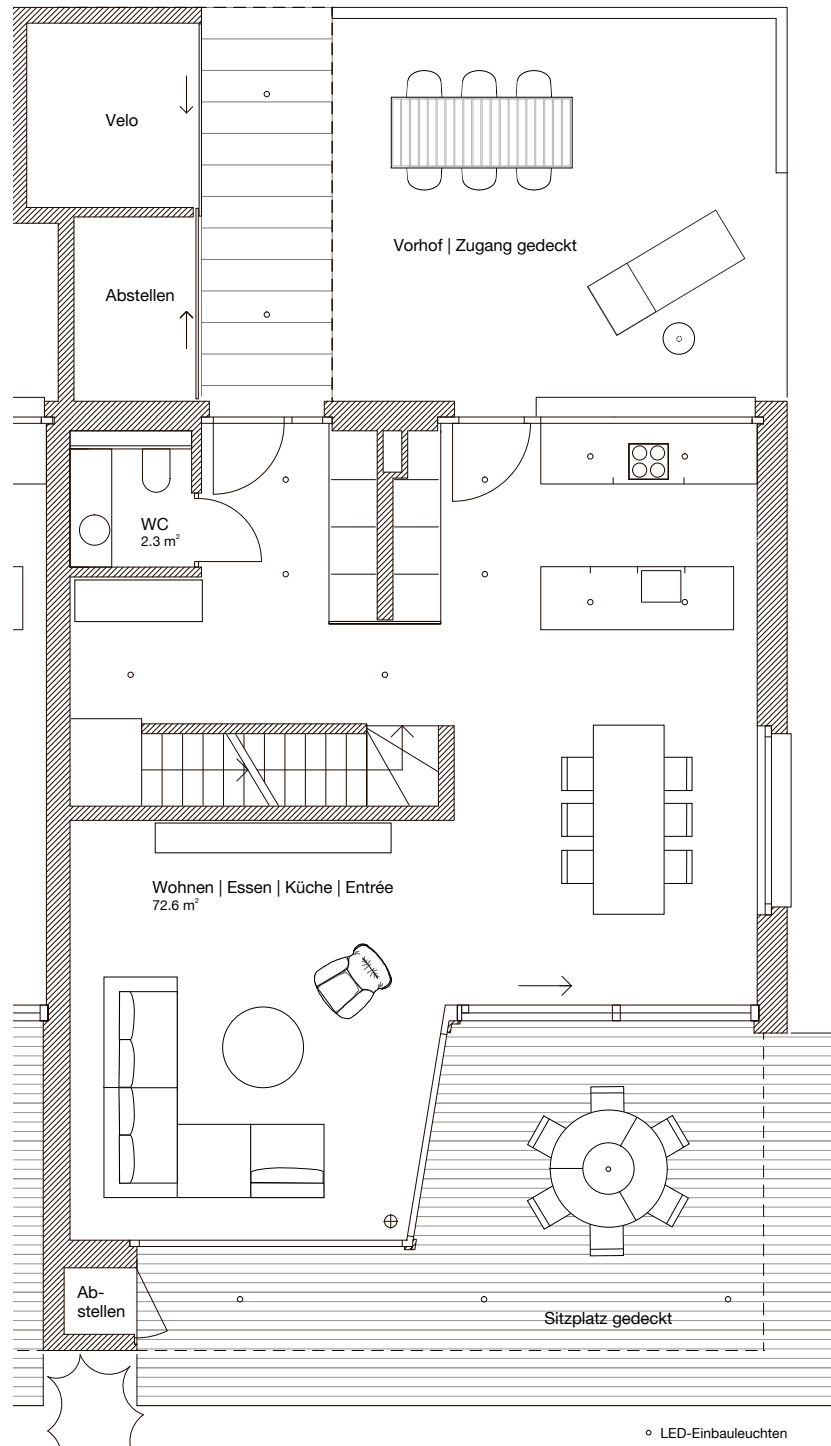 Velo
Vorhof | Zugang gedeckt
Abstellen
WC
2.3 m²
Wohnen | Essen | Küche | Entrée
72.6 m²
Ab-
stellen
Sitzplatz gedeckt
LED-Einbauleuchten